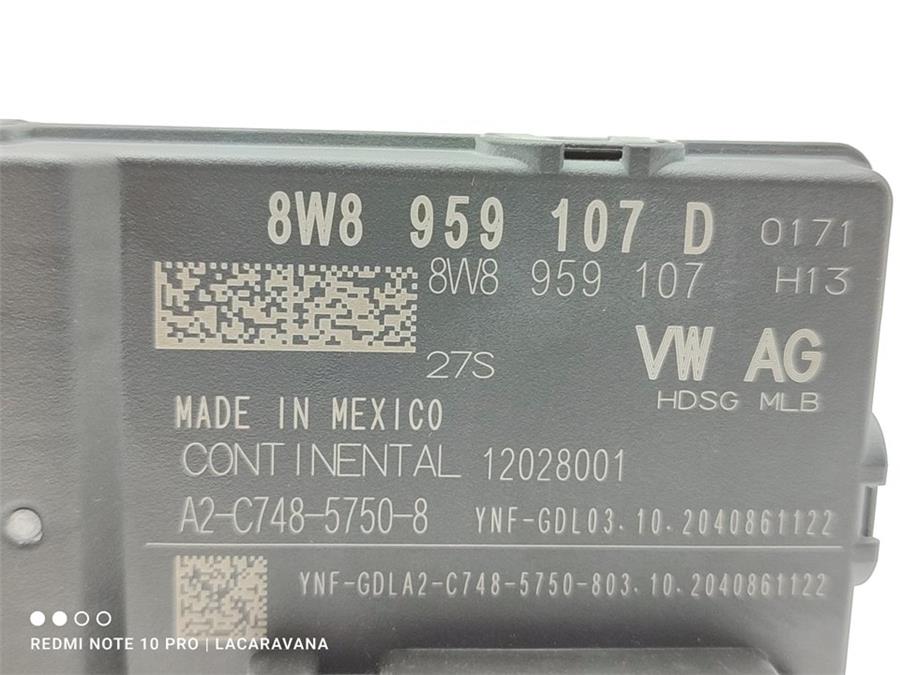 8W8 959 107 D 0171
8W8 959 107 H13
27S VW AG
HDSG MLB
MADE IN MEXICO
CONTINENTAL 12028001
A2-C748-5750-8 YNF-GDL03.10.2040861122
YNF-GDLA2-C748-5750-803.10.2040861122
REDMI NOTE 10 PRO | LACARAVANA